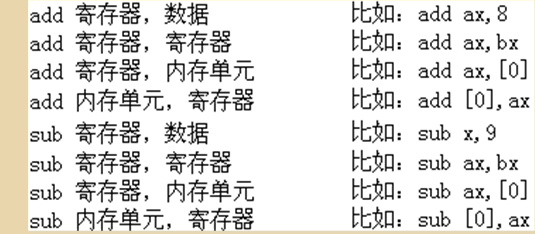 add 寄存器，数据 比如：add ax,8
add 寄存器，寄存器 比如：add ax,bx
add 寄存器，内存单元 比如：add ax,[0]
add 内存单元，寄存器 比如：add [0],ax
sub 寄存器，数据 比如：sub x,9
sub 寄存器，寄存器 比如：sub ax,bx
sub 寄存器，内存单元 比如：sub ax,[0]
sub 内存单元，寄存器 比如：sub [0],ax